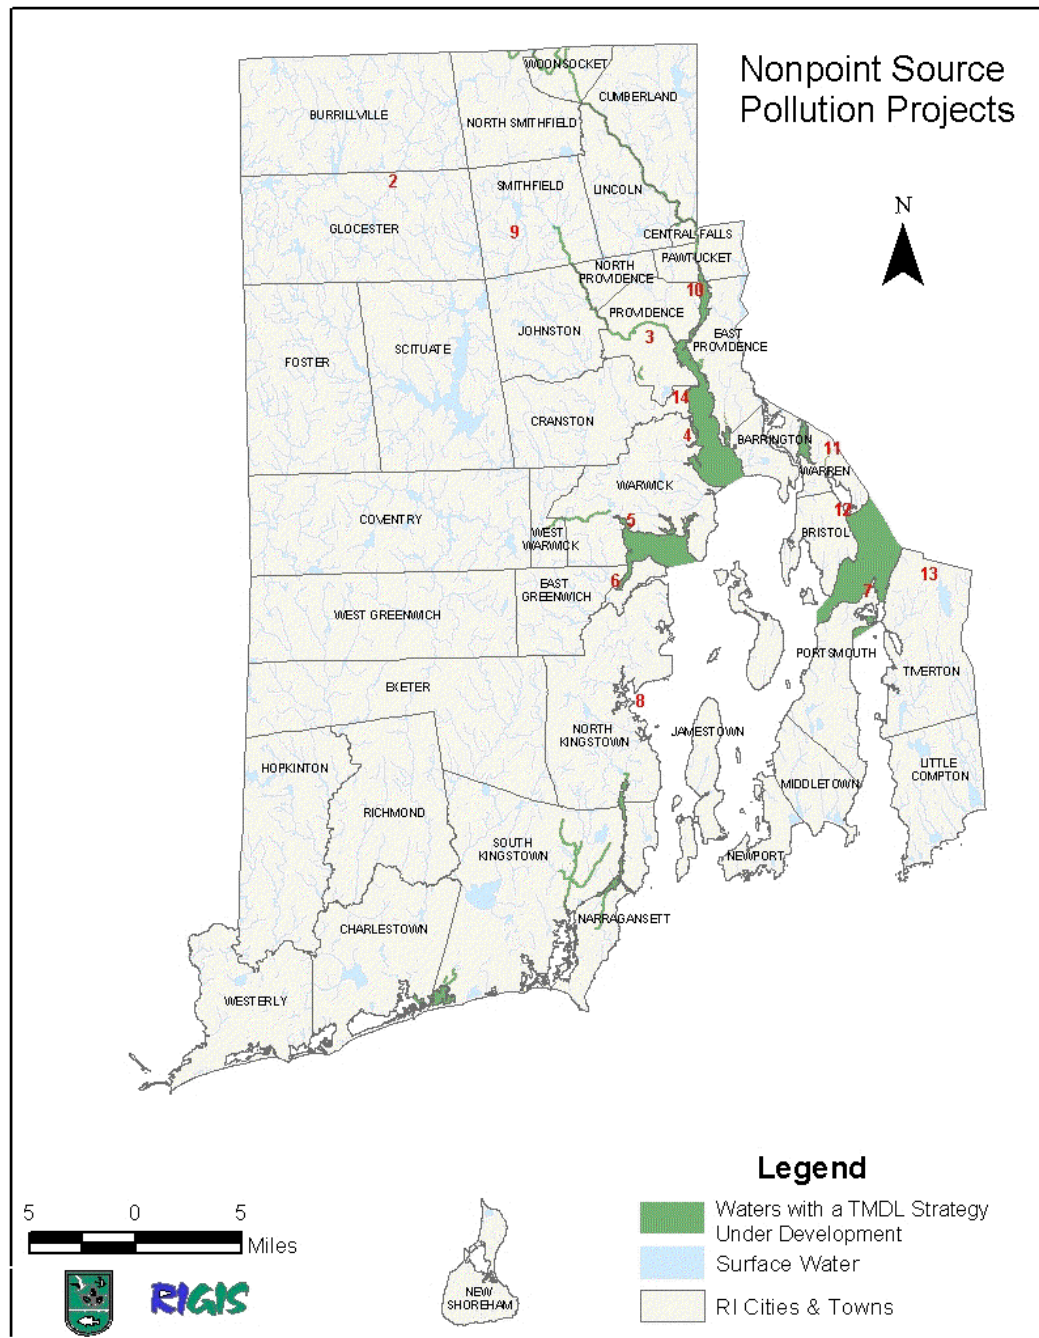 Nonpoint Source
Pollution Projects
N
WOONSOCKET
CUMBERLAND
BURRILLVILLE
NORTH SMITHFIELD
2
SMITHFIELD
LINCOLN
GLOCESTER
9
CENTRAL FALLS
PAWTUCKET
NORTH
PROVIDENCE
10
PROVIDENCE
3
EAST
PROVIDENCE
JOHNSTON
SCITUATE
FOSTER
14
CRANSTON
4
BARRINGTON
11
WARREN
WARWICK
12
COVENTRY
5
WEST
WARWICK
BRISTOL
6
EAST
GREENWICH
7
13
WEST GREENWICH
PORTSMOUTH
TIVERTON
EXETER
8
NORTH
KINGSTOWN
JAMESTOWN
HOPKINTON
LITTLE
COMPTON
MIDDLETOWN
RICHMOND
SOUTH
KINGSTOWN
NEWPORT
NARRAGANSETT
CHARLESTOWN
WESTERLY
Legend
Waters with a TMDL Strategy
Under Development
Surface Water
RI Cities & Towns
5 0 5
Miles
RIGIS
NEW
SHOREHAM